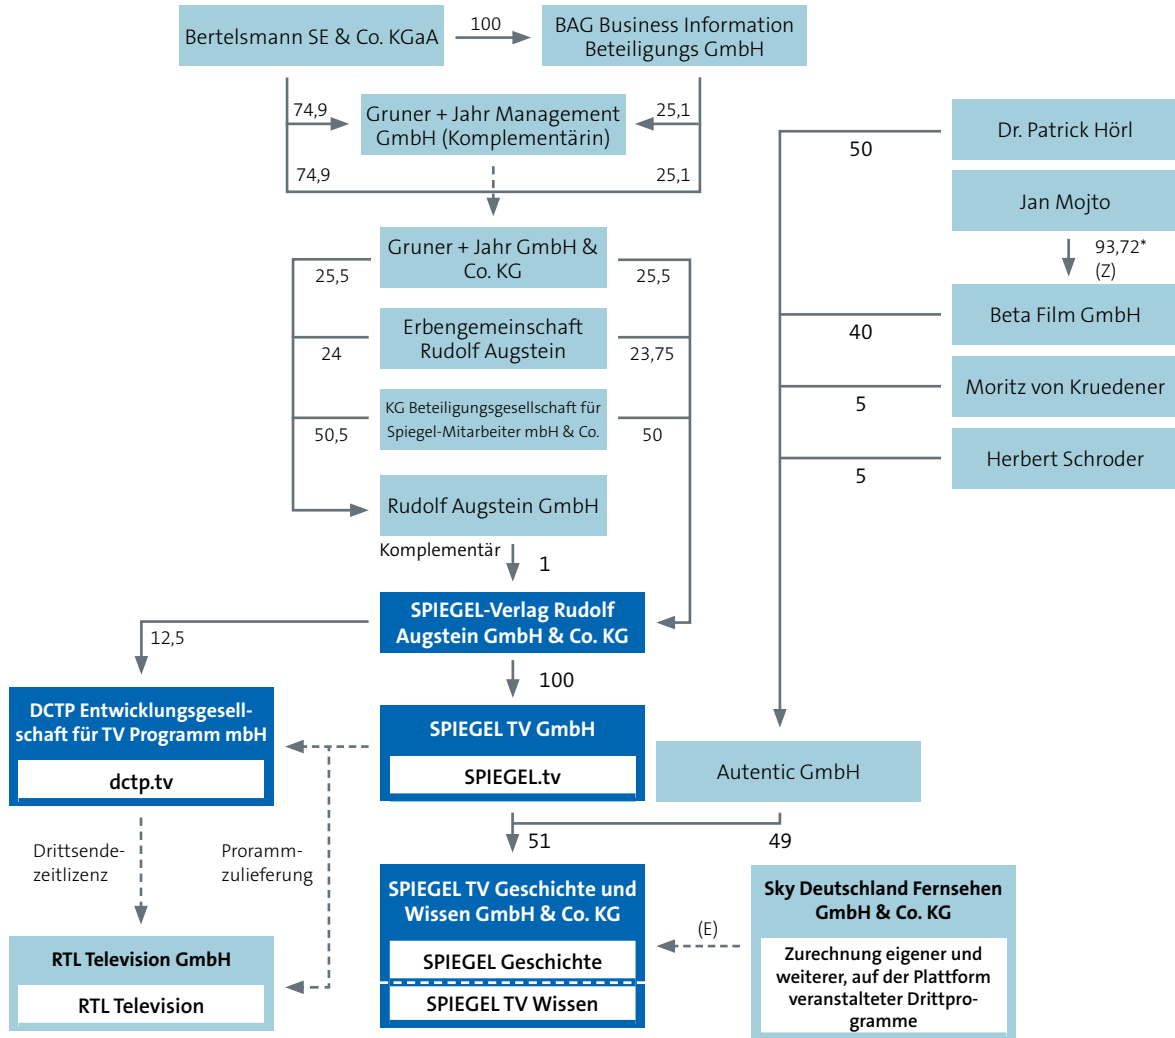 Bertelsmann SE & Co. KGaA
100
BAG Business Information
Beteiligungs GmbH
74,9
Gruner + Jahr Management
GmbH (Komplementärin)
25,1
74,9
25,1
Dr. Patrick Hörl
50
Jan Mojto
93,72*
(Z)
Gruner + Jahr GmbH &
Co. KG
25,5
25,5
Beta Film GmbH
40
Erbengemeinschaft
Rudolf Augstein
24
23,75
Moritz von Kruedener
5
KG Beteiligungsgesellschaft für
Spiegel-Mitarbeiter mbH & Co.
50,5
50
Herbert Schroder
5
Rudolf Augstein GmbH
Komplementär
1
SPIEGEL-Verlag Rudolf
Augstein GmbH & Co. KG
12,5
100
DCTP Entwicklungsgesell-
schaft für TV Programm mbH
dctp.tv
SPIEGEL TV GmbH
SPIEGEL.tv
Autentic GmbH
51
49
Drittsende-
zeitlizenz
Prorammm-
zulieferung
SPIEGEL TV Geschichte und
Wissen GmbH & Co. KG
SPIEGEL Geschichte
SPIEGEL TV Wissen
(E)
Sky Deutschland Fernsehen
GmbH & Co. KG
Zurechnung eigener und
weiterer, auf der Plattform
veranstalteter Drittpro-
gramme
RTL Television GmbH
RTL Television